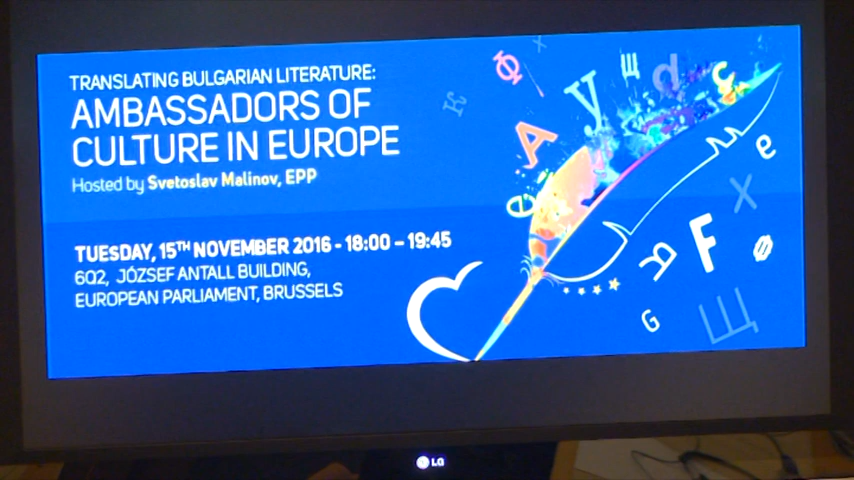 TRANSLATING BULGARIAN LITERATURE:
AMBASSADORS OF
CULTURE IN EUROPE
Hosted by Svetoslav Malinov, EPP
TUESDAY, 15TH NOVEMBER 2016 - 18:00 – 19:45
6Q2, JÓZSEF ANTALL BUILDING,
EUROPEAN PARLIAMENT, BRUSSELS
Ф
У
Щ
d
А
e
e
X
F
Я
G
Щ
LG